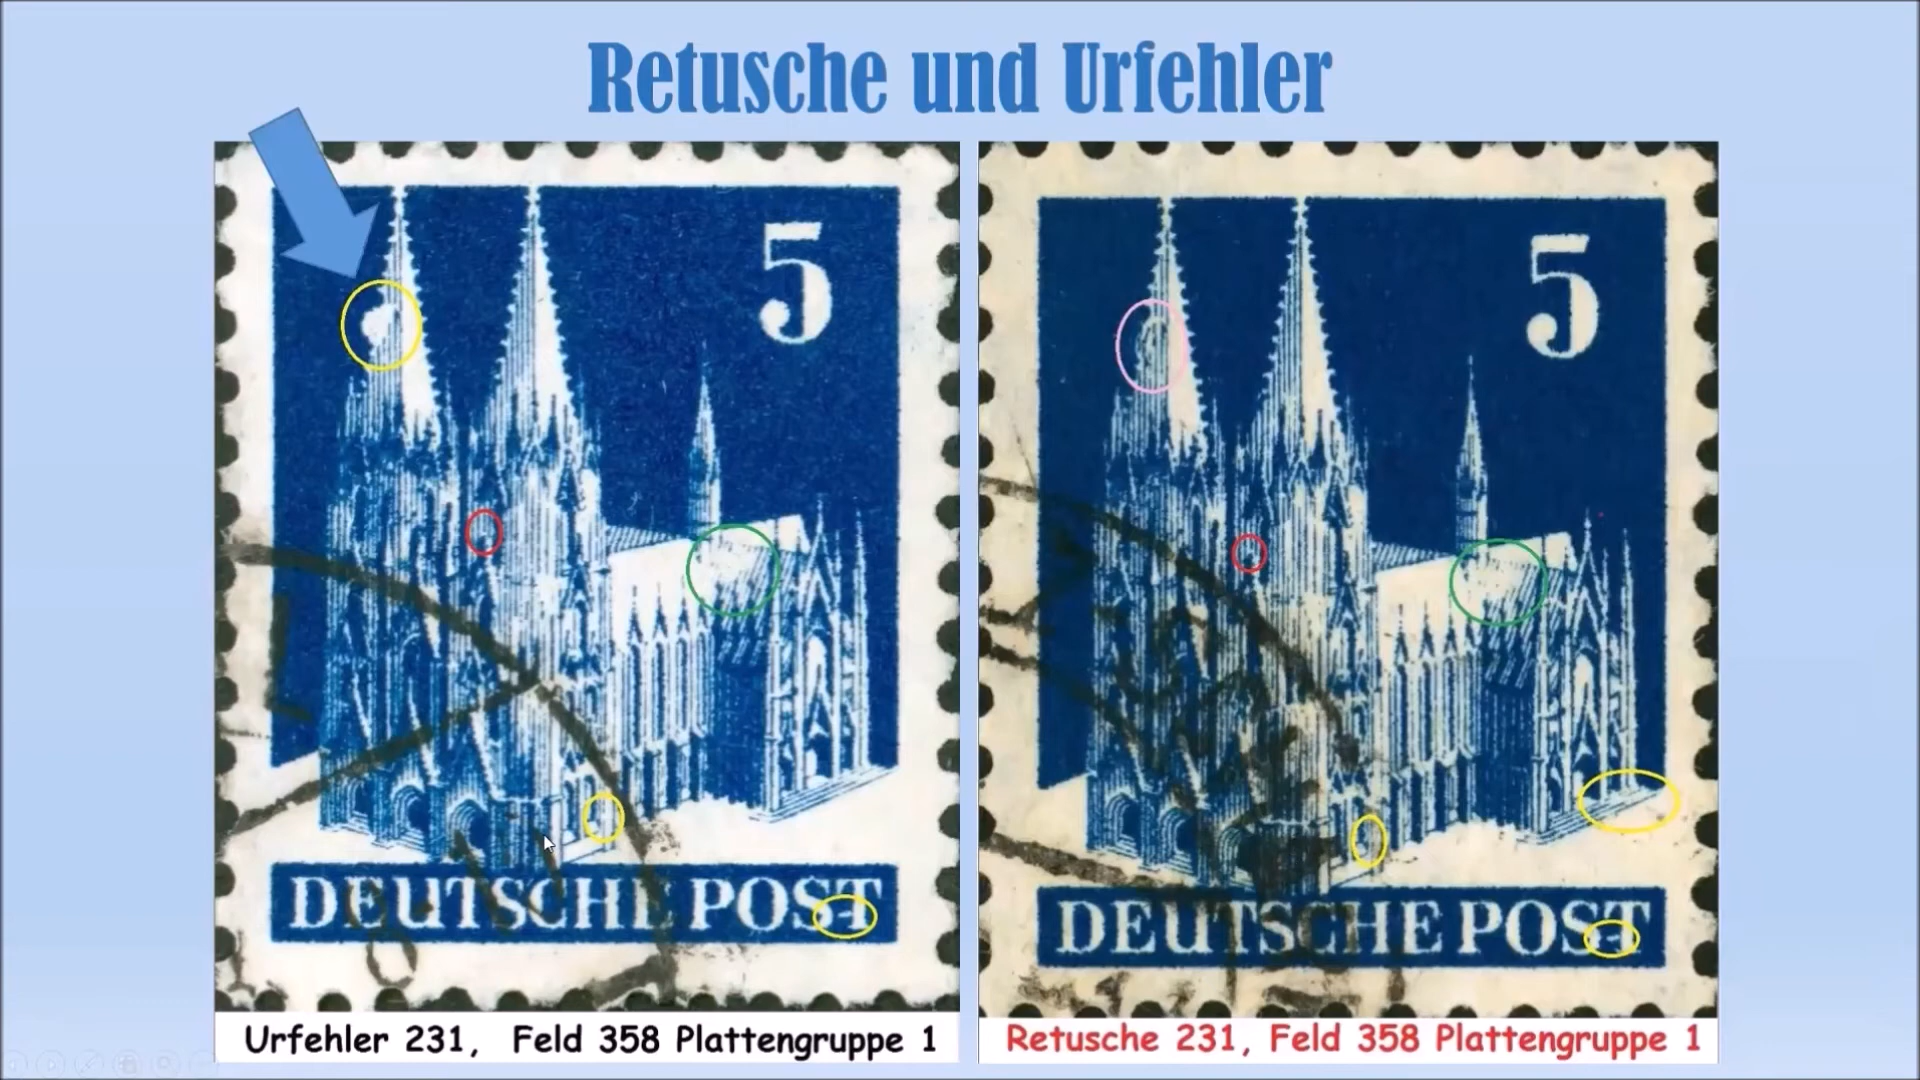 Retusche und Urfehler
5
5
DEUTSCHE POST
DEUTSCHE POST
Urfehler 231, Feld 358 Plattengruppe 1
Retusche 231, Feld 358 Plattengruppe 1